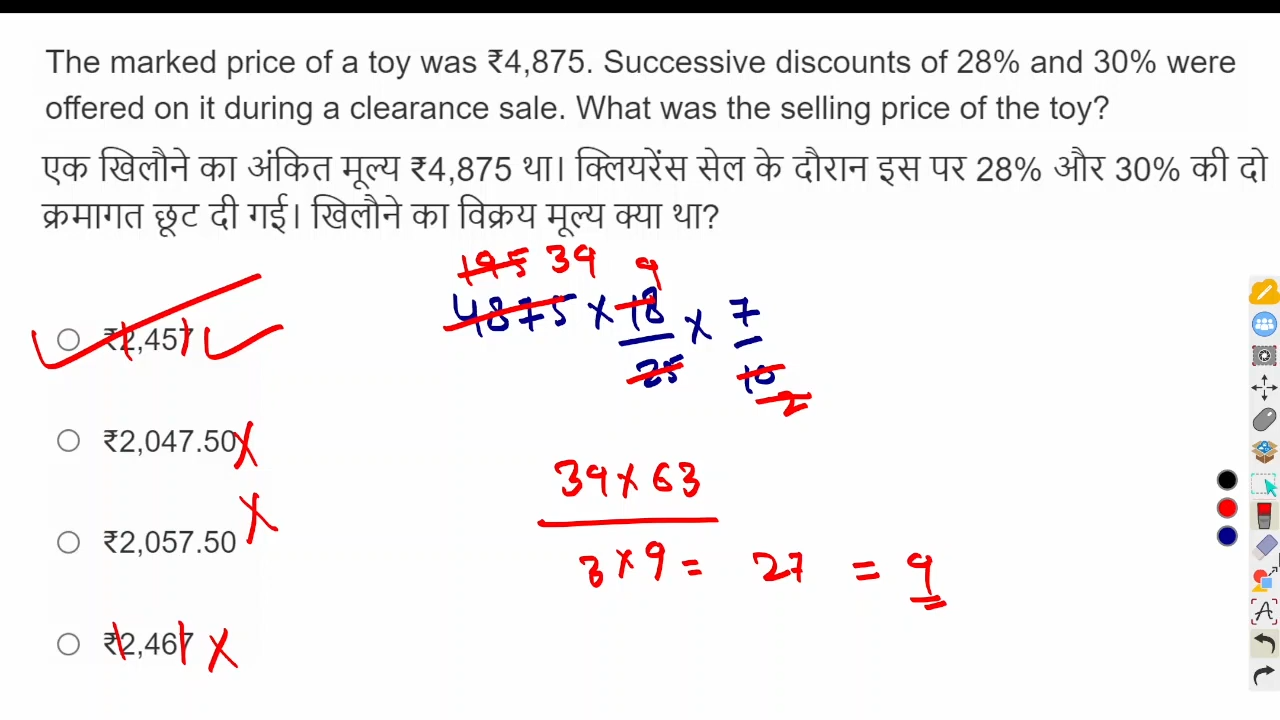 The marked price of a toy was ₹4,875. Successive discounts of 28% and 30% were
offered on it during a clearance sale. What was the selling price of the toy?
एक खिलौने का अंकित मूल्य ₹4,875 था। क्लियरेंस सेल के दौरान इस पर 28% और 30% की दो
क्रमागत छूट दी गई। खिलौने का विक्रय मूल्य क्या था?
195 39 9
4875 × 18/25 × 7/10
2
₹2,457
₹2,047.50 ×
₹2,057.50 ×
₹2,467 ×
39 × 63
3 × 9 = 27 = 9
A